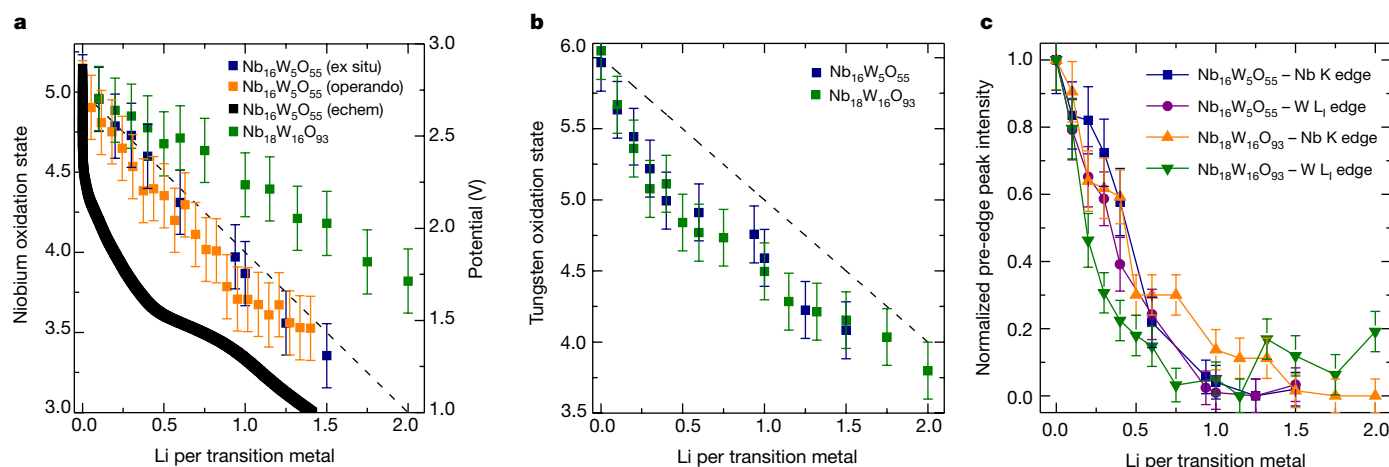 a
Niobium oxidation state
5.0
4.5
4.0
3.5
3.0
Nb₁₆W₅O₅₅ (ex situ)
Nb₁₆W₅O₅₅ (operando)
Nb₁₆W₅O₅₅ (echem)
Nb₁₈W₁₆O₉₃
3.0
2.5
2.0
1.5
1.0
Potential (V)
0.0 0.5 1.0 1.5 2.0
Li per transition metal
b
Tungsten oxidation state
6.0
5.5
5.0
4.5
4.0
3.5
Nb₁₆W₅O₅₅
Nb₁₈W₁₆O₉₃
0.0 0.5 1.0 1.5 2.0
Li per transition metal
c
Normalized pre-edge peak intensity
1.0
0.8
0.6
0.4
0.2
0.0
Nb₁₆W₅O₅₅ – Nb K edge
Nb₁₆W₅O₅₅ – W Lᵢ edge
Nb₁₈W₁₆O₉₃ – Nb K edge
Nb₁₈W₁₆O₉₃ – W Lᵢ edge
0.0 0.5 1.0 1.5 2.0
Li per transition metal